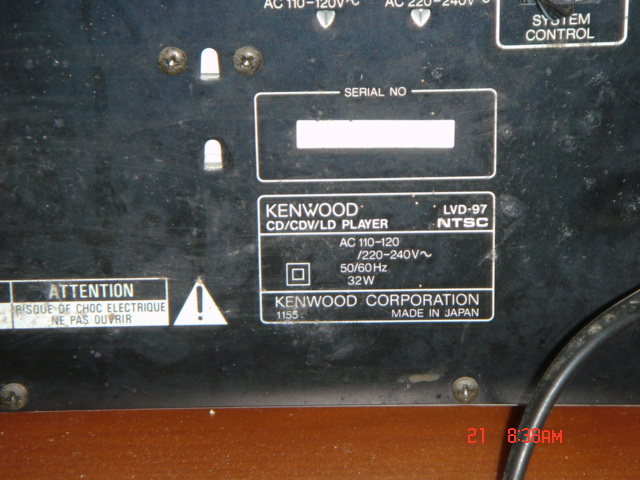 AC 110-120V~ AC 220-240V~
SYSTEM
CONTROL
SERIAL NO
KENWOOD LVD-97
CD/CDV/LD PLAYER NTSC
AC 110-120
/220-240V~
50/60Hz
32W
KENWOOD CORPORATION
1155 MADE IN JAPAN
ATTENTION
RISQUE DE CHOC ELECTRIQUE
NE PAS OUVRIR
21 8:38AM